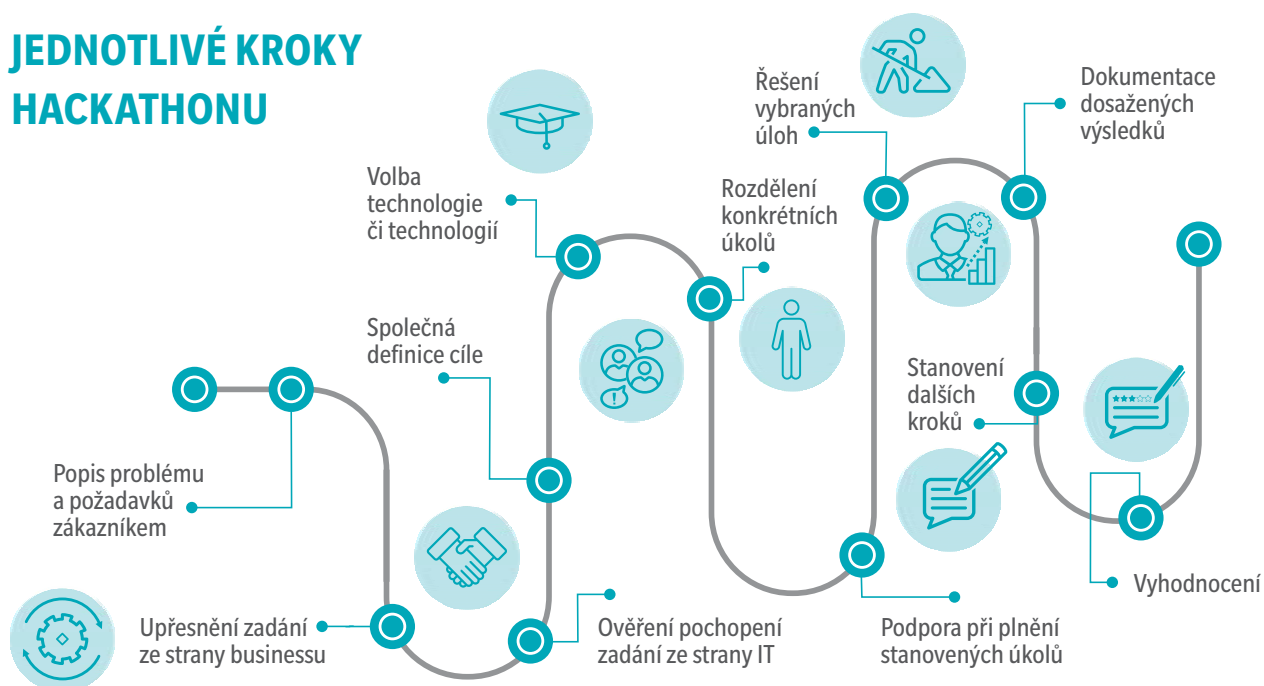 JEDNOTLIVÉ KROKY
HACKATHONU
Popis problému
a požadavků
zákazníkem
Upřesnění zadání
ze strany businessu
Ověření pochopení
zadání ze strany IT
Společná
definice cíle
Volba
technologie
či technologií
Rozdělení
konkrétních
úkolů
Podpora při plnění
stanovených úkolů
Řešení
vybraných
úloh
Dokumentace
dosažených
výsledků
Stanovení
dalších
kroků
Vyhodnocení